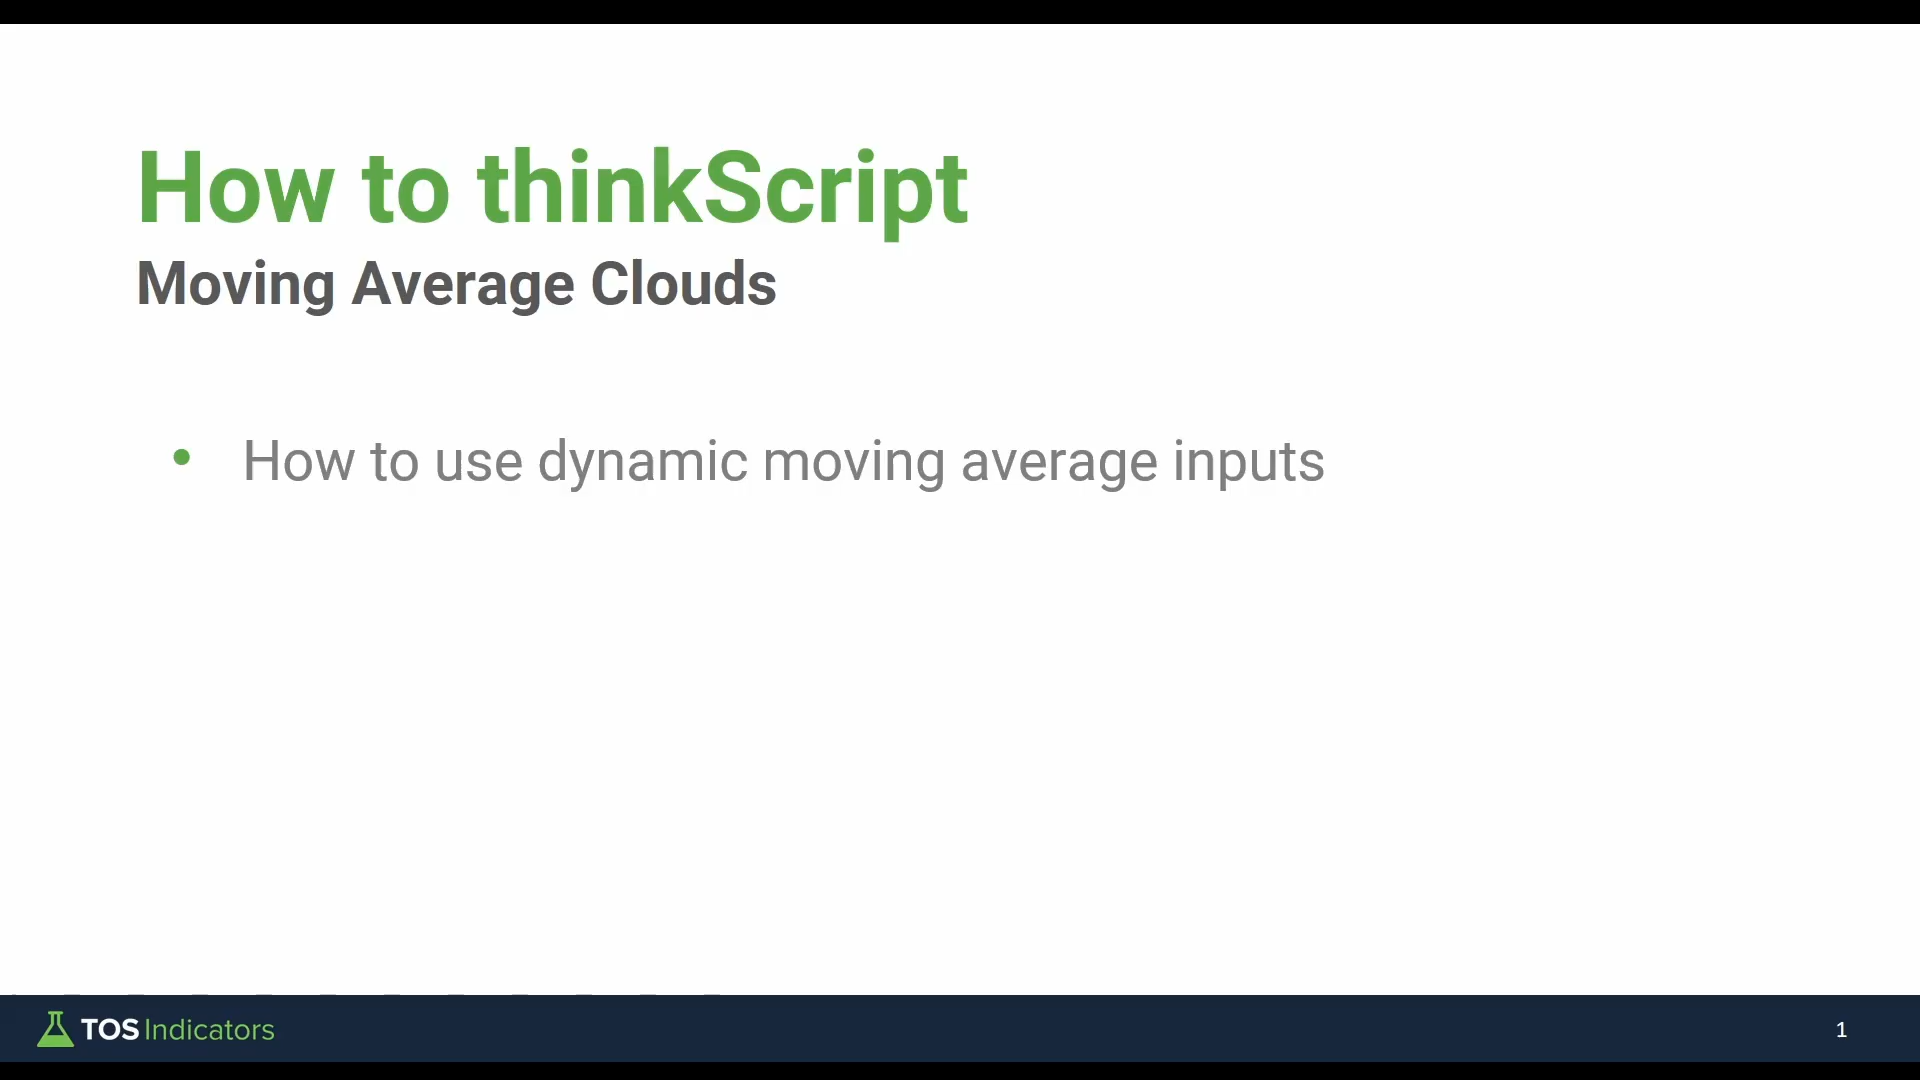 How to thinkScript
Moving Average Clouds
• How to use dynamic moving average inputs
TOS Indicators
1